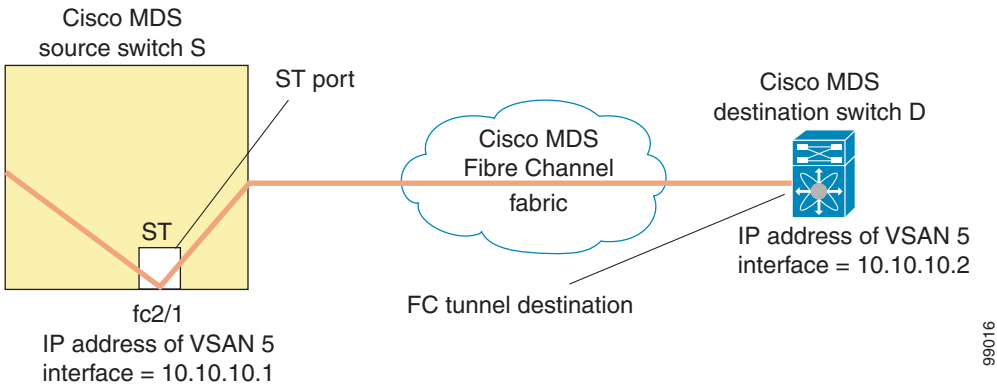 Cisco MDS
source switch S
ST port
Cisco MDS
destination switch D
Cisco MDS
Fibre Channel
fabric
ST
IP address of VSAN 5
interface = 10.10.10.2
FC tunnel destination
fc2/1
IP address of VSAN 5
interface = 10.10.10.1
99016